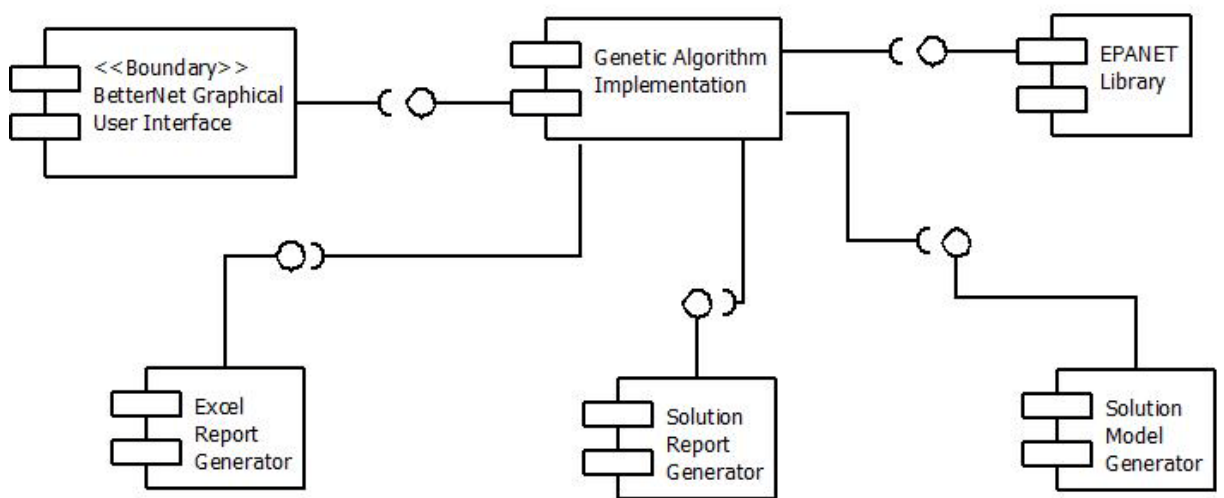 <<Boundary>>
BetterNet Graphical
User Interface
Genetic Algorithm
Implementation
EPANET
Library
Excel
Report
Generator
Solution
Report
Generator
Solution
Model
Generator